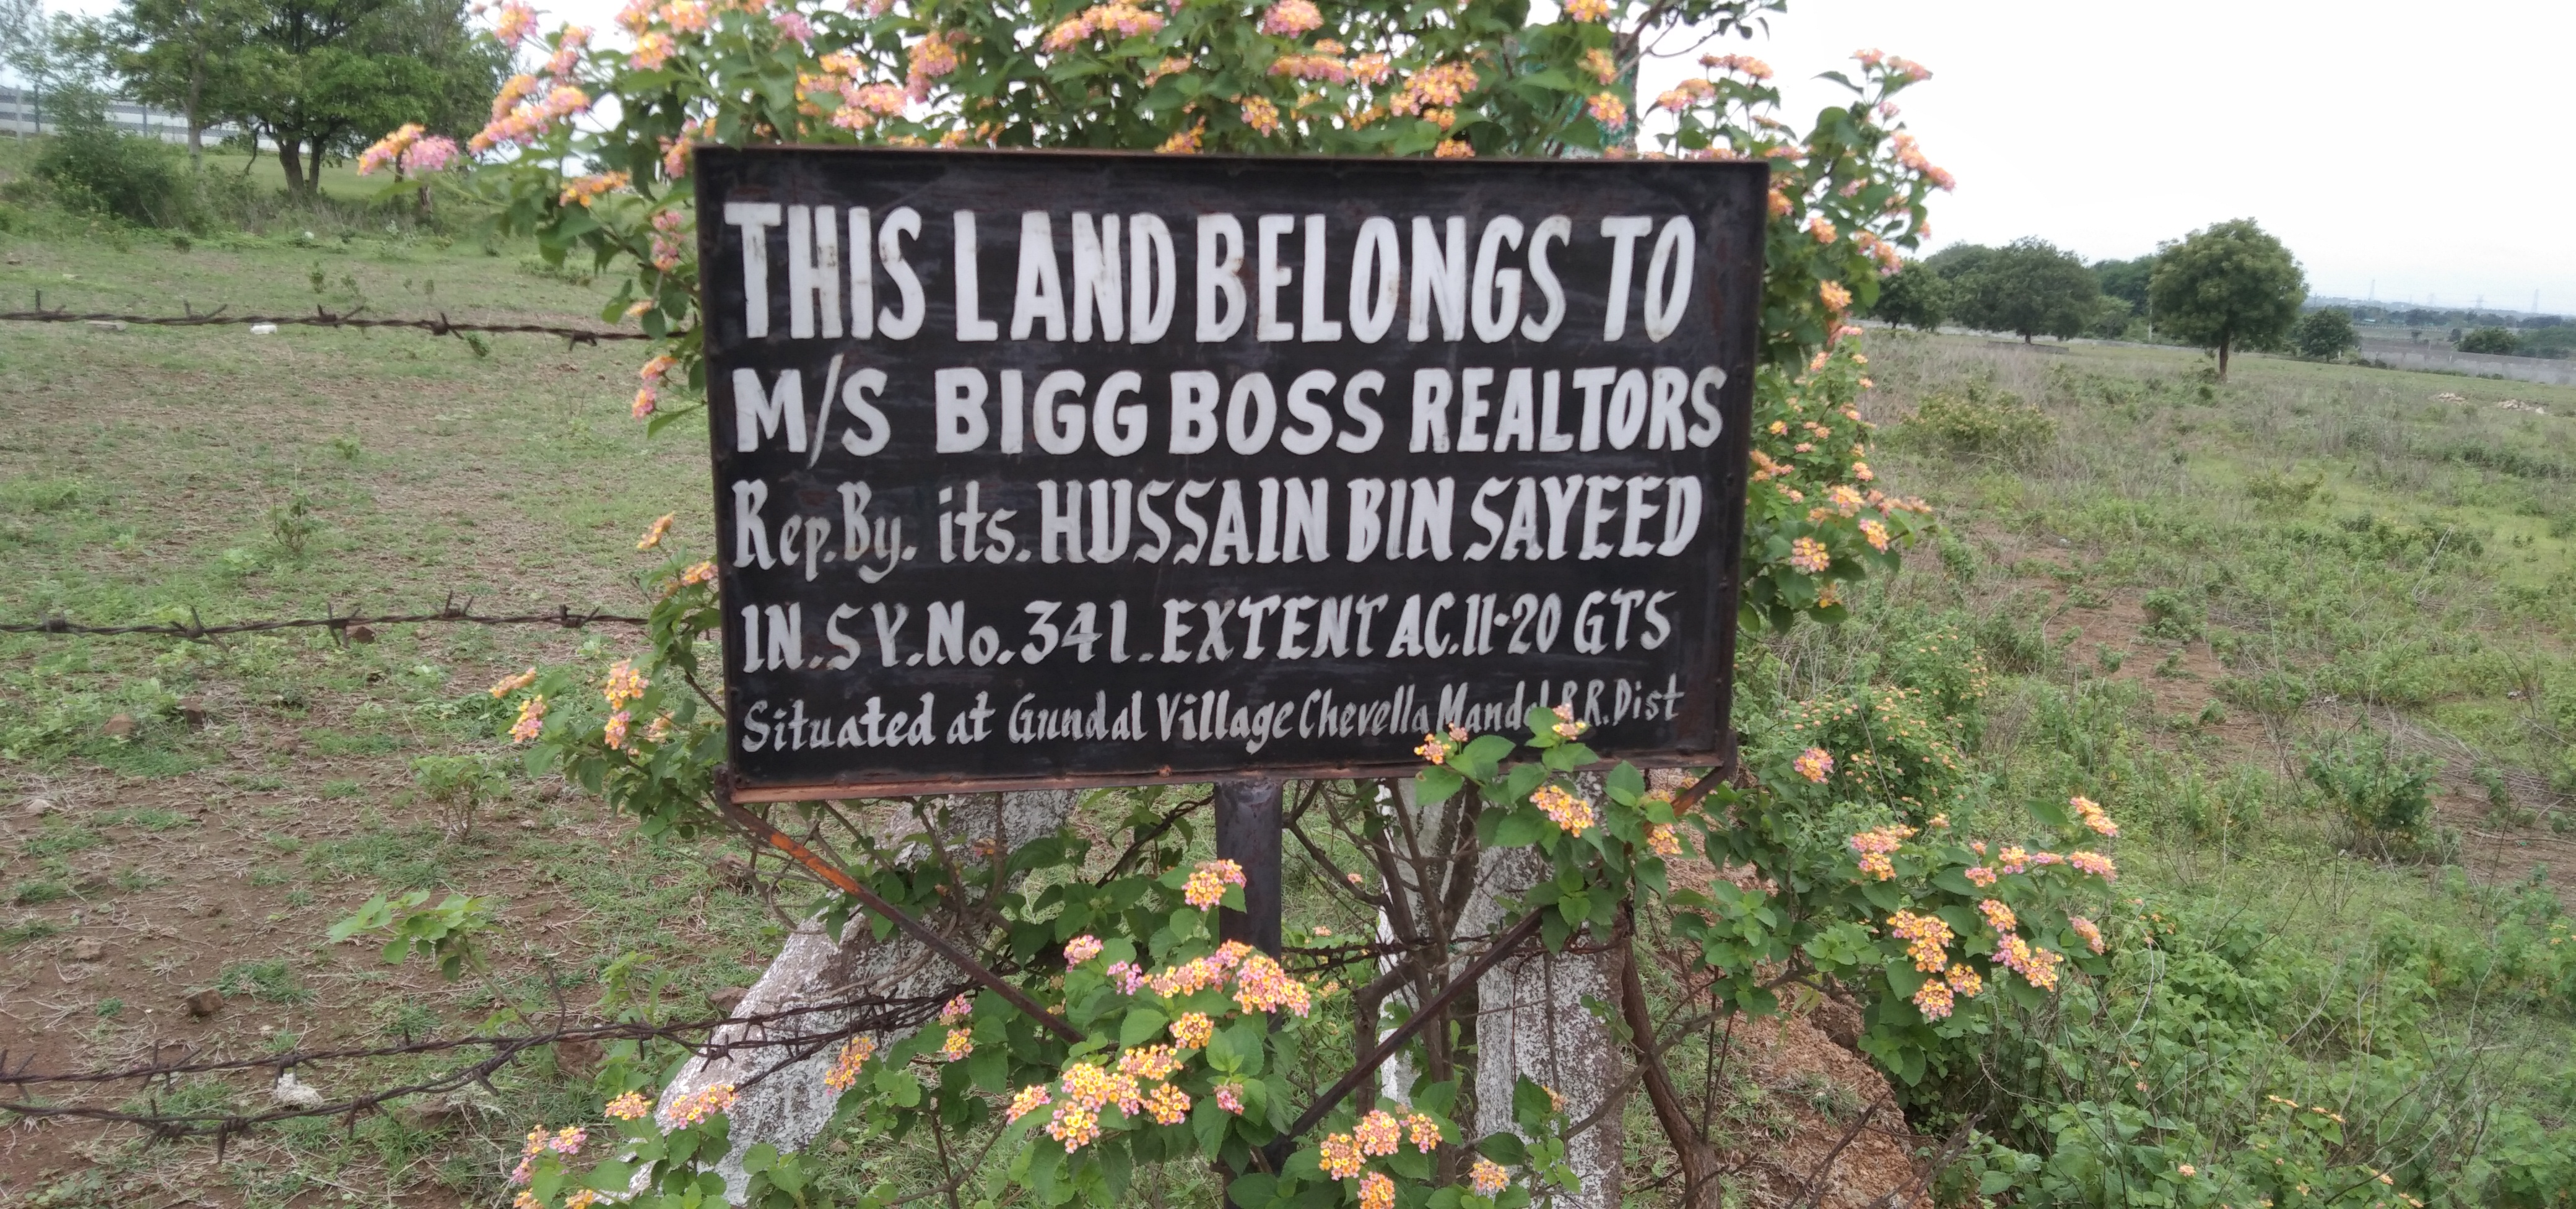 THIS LAND BELONGS TO
M/S BIGG BOSS REALTORS
Rep.By. its. HUSSAIN BIN SAYEED
IN.SY.No.341.EXTENT AC.11-20 GTS
Situated at Gundal Village Chevella Mandal R.R.Dist